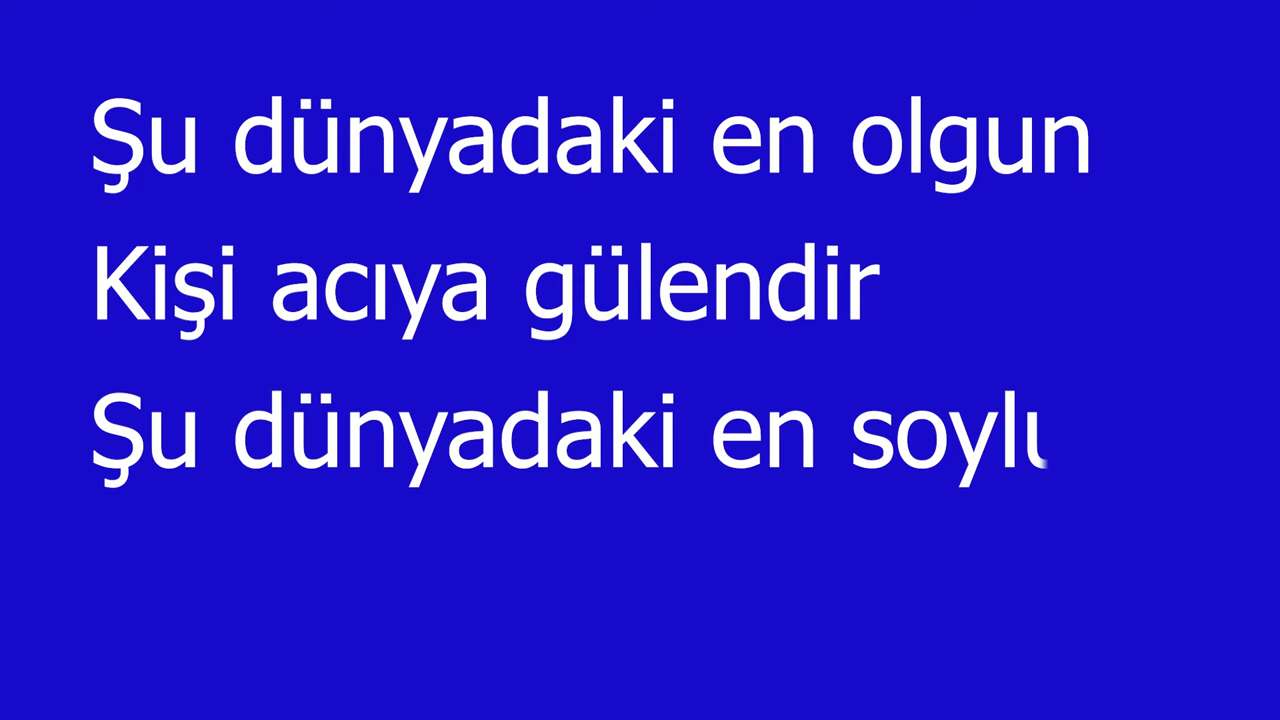 Şu dünyadaki en olgun
Kişi acıya gülendir
Şu dünyadaki en